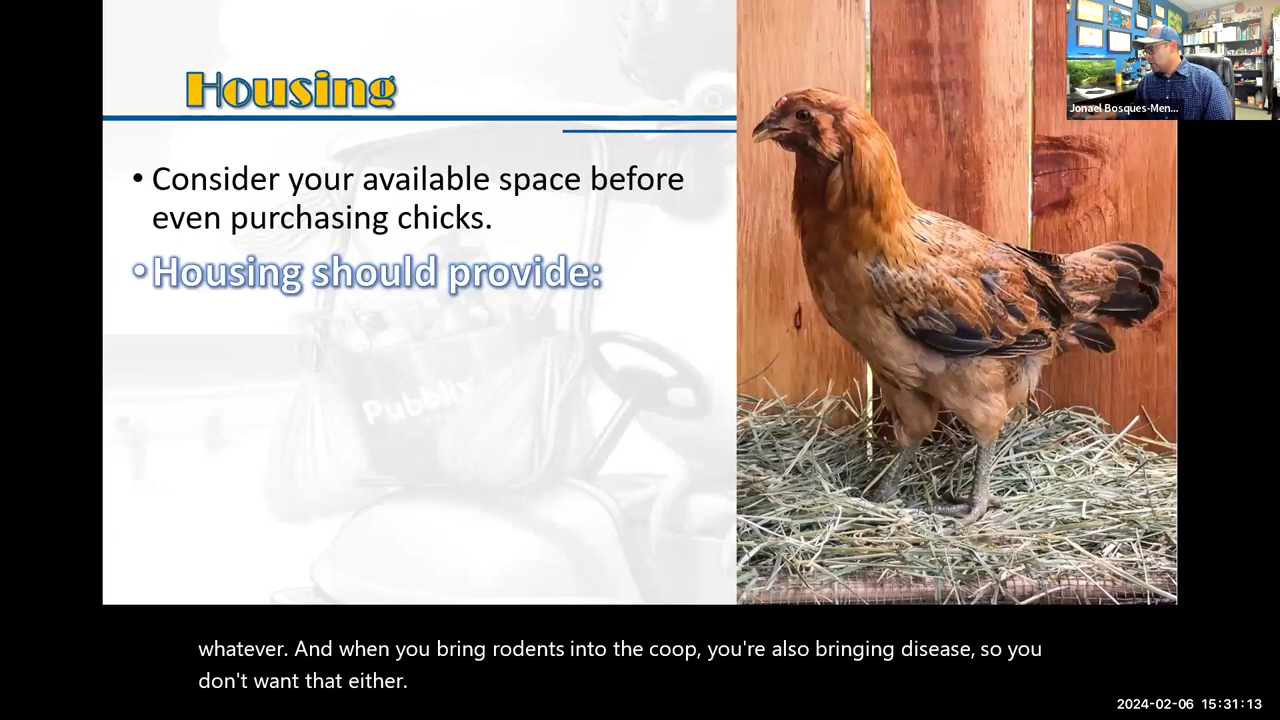 Housing
• Consider your available space before
even purchasing chicks.
• Housing should provide:
Pubblix
Jonael Bosques-Men...
whatever. And when you bring rodents into the coop, you're also bringing disease, so you
don't want that either.
2024-02-06 15:31:13